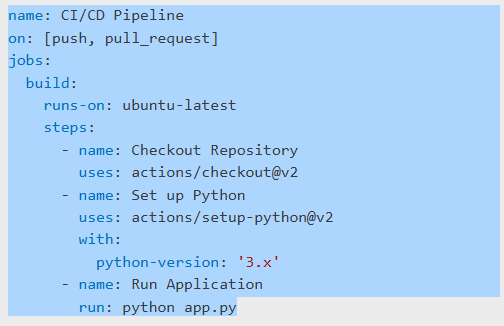 name: CI/CD Pipeline
on: [push, pull_request]
jobs:
  build:
    runs-on: ubuntu-latest
    steps:
      - name: Checkout Repository
        uses: actions/checkout@v2
      - name: Set up Python
        uses: actions/setup-python@v2
        with:
          python-version: '3.x'
      - name: Run Application
        run: python app.py